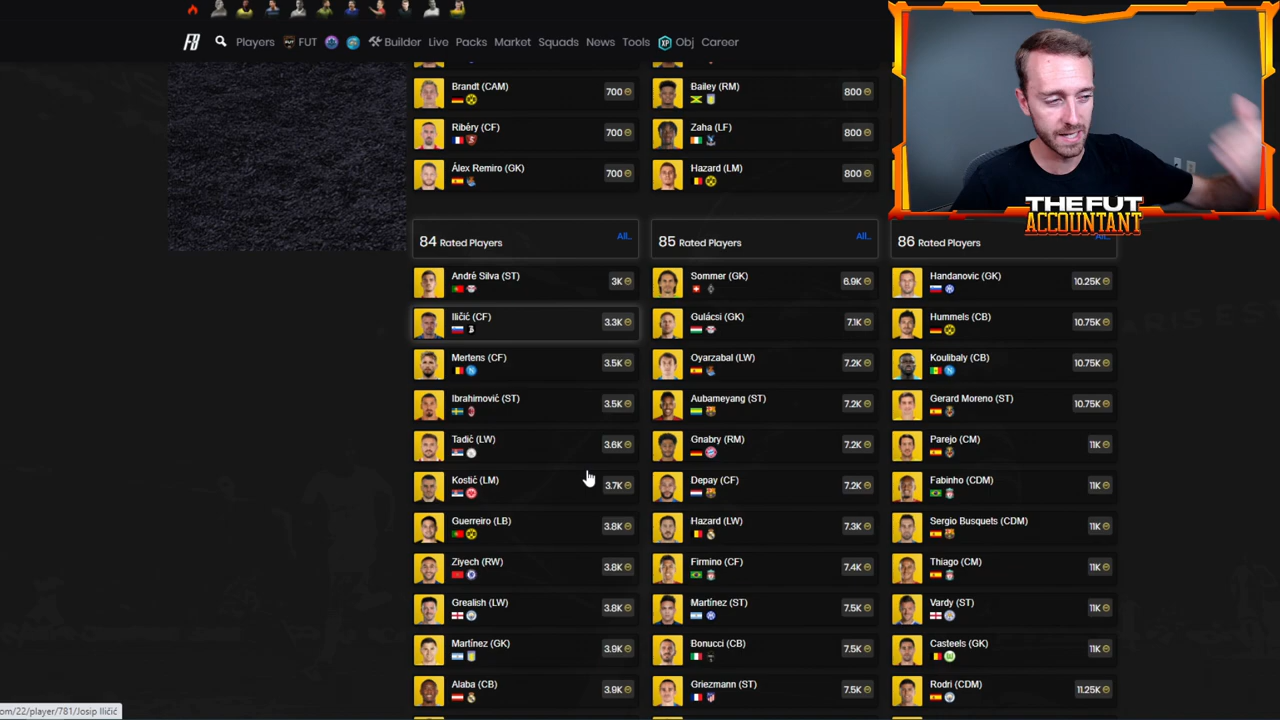 F8 Players FUT Builder Live Packs Market Squads News Tools XP Obj Career
THE FUT
ACCOUNTANT
Brandt (CAM) 700
Ribéry (CF) 700
Álex Remiro (GK) 700
Bailey (RM) 800
Zaha (LF) 800
Hazard (LM) 800
84 Rated Players All..
André Silva (ST) 3K
Iličić (CF) 3.3K
Mertens (CF) 3.5K
Ibrahimović (ST) 3.5K
Tadić (LW) 3.6K
Kostić (LM) 3.7K
Guerreiro (LB) 3.8K
Ziyech (RW) 3.8K
Grealish (LW) 3.8K
Martínez (GK) 3.9K
Alaba (CB) 3.9K
85 Rated Players All..
Sommer (GK) 6.9K
Gulácsi (GK) 7.1K
Oyarzabal (LW) 7.2K
Aubameyang (ST) 7.2K
Gnabry (RM) 7.2K
Depay (CF) 7.2K
Hazard (LW) 7.3K
Firmino (CF) 7.4K
Martínez (ST) 7.5K
Bonucci (CB) 7.5K
Griezmann (ST) 7.5K
86 Rated Players All..
Handanovic (GK) 10.25K
Hummels (CB) 10.75K
Koulibaly (CB) 10.75K
Gerard Moreno (ST) 10.75K
Parejo (CM) 11K
Fabinho (CDM) 11K
Sergio Busquets (CDM) 11K
Thiago (CM) 11K
Vardy (ST) 11K
Casteels (GK) 11K
Rodri (CDM) 11.25K
om/22/player/781/Josip Iličić